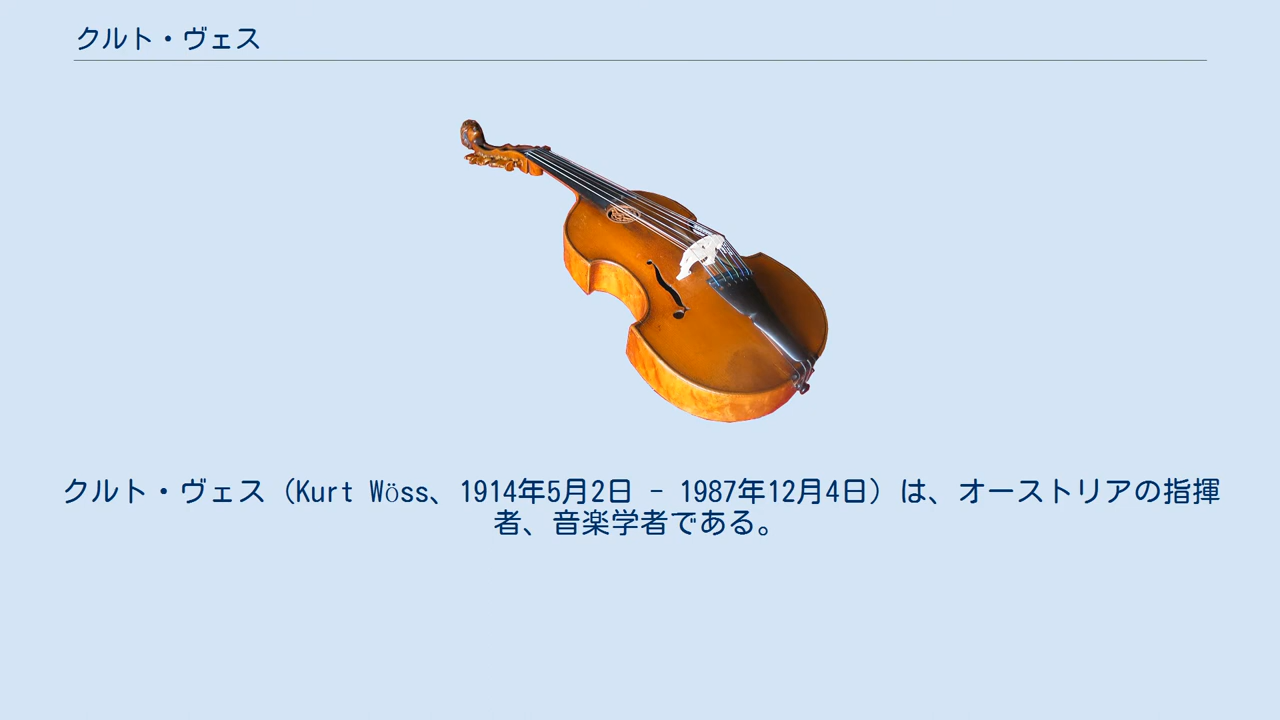 クルト・ヴェス
クルト・ヴェス（Kurt Wöss、1914年5月2日 - 1987年12月4日）は、オーストリアの指揮
者、音楽学者である。